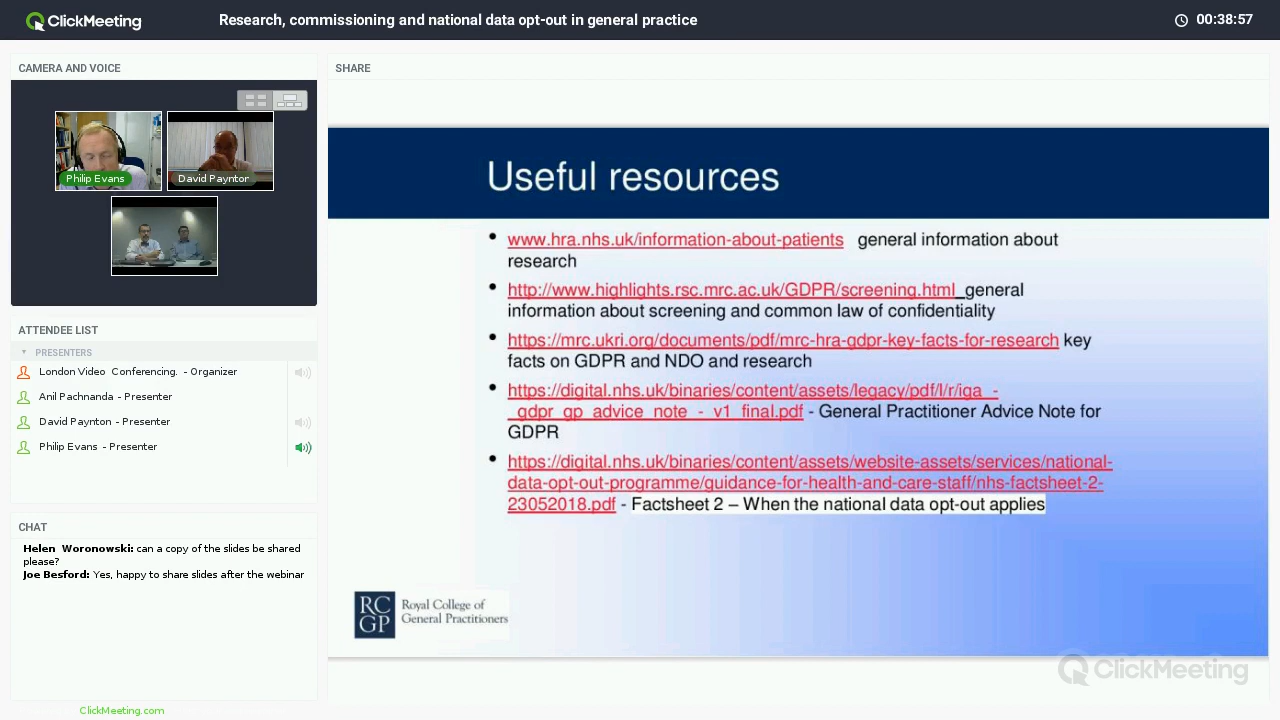 ClickMeeting
Research, commissioning and national data opt-out in general practice
00:38:57
CAMERA AND VOICE
Philip Evans
David Paynton
ATTENDEE LIST
PRESENTERS
London Video Conferencing. - Organizer
Anil Pachnanda - Presenter
David Paynton - Presenter
Philip Evans - Presenter
CHAT
Helen Woronowski: can a copy of the slides be shared
please?
Joe Besford: Yes, happy to share slides after the webinar
ClickMeeting.com
SHARE
Useful resources
• www.hra.nhs.uk/information-about-patients general information about
research
• http://www.highlights.rsc.mrc.ac.uk/GDPR/screening.html general
information about screening and common law of confidentiality
• https://mrc.ukri.org/documents/pdf/mrc-hra-gdpr-key-facts-for-research key
facts on GDPR and NDO and research
• https://digital.nhs.uk/binaries/content/assets/legacy/pdf/l/r/iga_-
_gdpr_gp_advice_note_-_v1_final.pdf - General Practitioner Advice Note for
GDPR
• https://digital.nhs.uk/binaries/content/assets/website-assets/services/national-
data-opt-out-programme/guidance-for-health-and-care-staff/nhs-factsheet-2-
23052018.pdf - Factsheet 2 – When the national data opt-out applies
RC
GP
Royal College of
General Practitioners
ClickMeeting